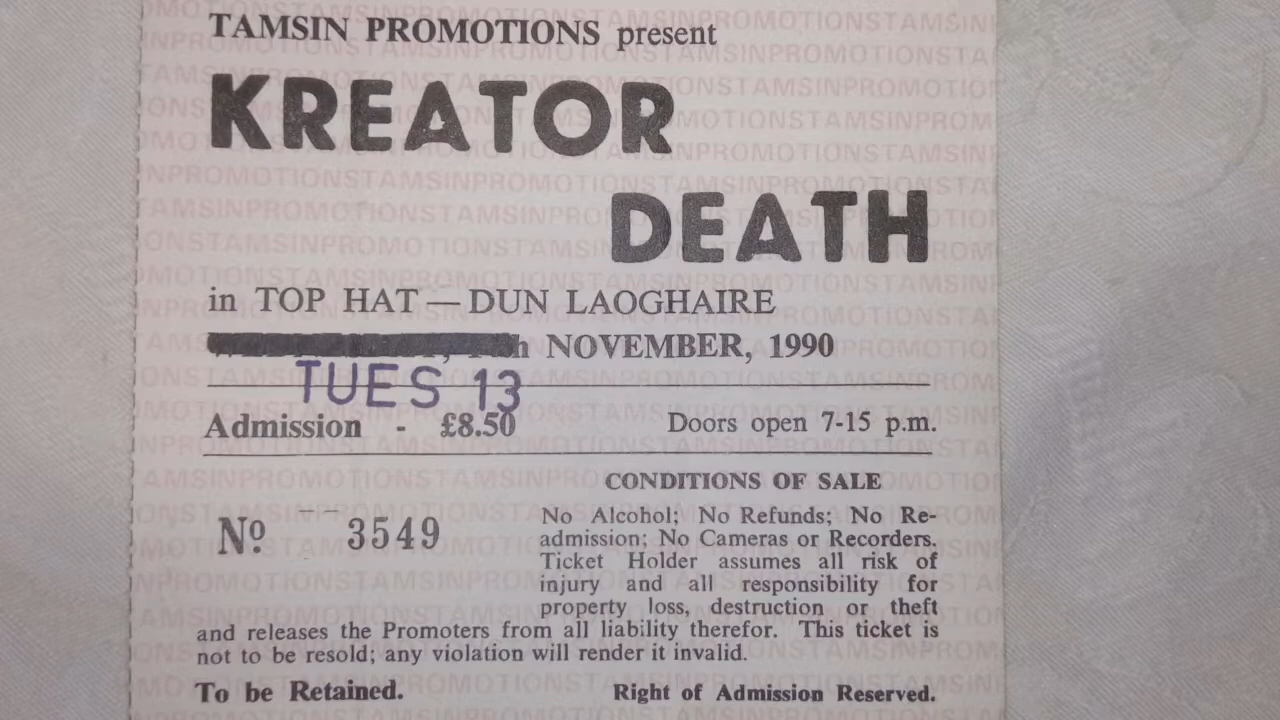 TAMSIN PROMOTIONS present
KREATOR
DEATH
in TOP HAT — DUN LAOGHAIRE
h NOVEMBER, 1990
TUES 13
Admission - £8.50 Doors open 7-15 p.m.
CONDITIONS OF SALE
Nº 3549
No Alcohol; No Refunds; No Re-
admission; No Cameras or Recorders.
Ticket Holder assumes all risk of
injury and all responsibility for
property loss, destruction or theft
and releases the Promoters from all liability therefor. This ticket is
not to be resold; any violation will render it invalid.
To be Retained. Right of Admission Reserved.